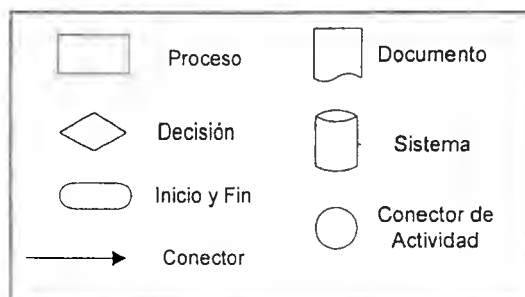 Proceso
Documento
Decisión
Sistema
Inicio y Fin
Conector de
Actividad
Conector